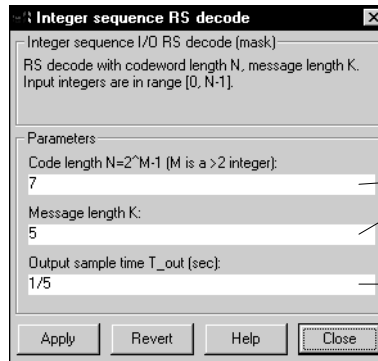 Integer sequence RS decode
Integer sequence I/O RS decode (mask)
RS decode with codeword length N, message length K.
Input integers are in range [0, N-1].
Parameters
Code length N=2^M-1 (M is a >2 integer):
7
Message length K:
5
Output sample time T_out (sec):
1/5
Apply Revert Help Close